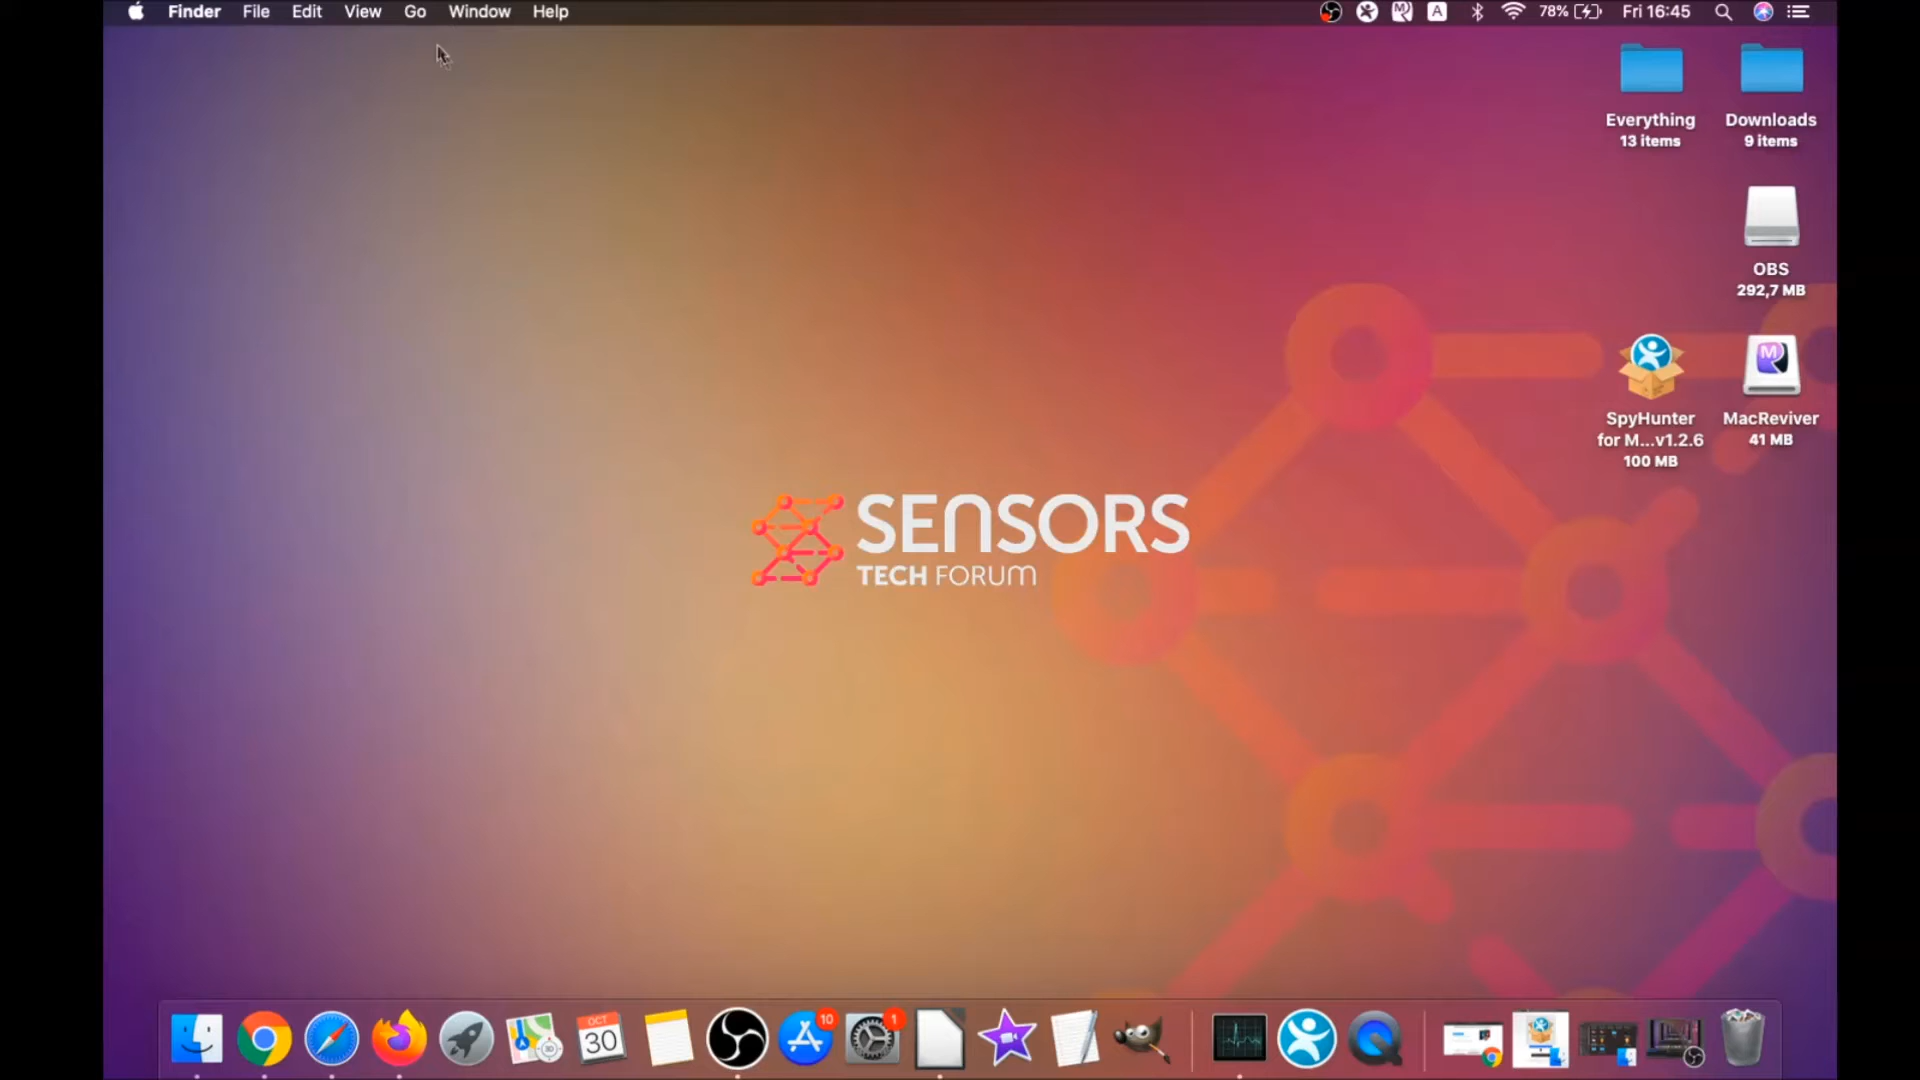 Finder File Edit View Go Window Help A 78% Fri 16:45
Everything
13 items
Downloads
9 items
OBS
292,7 MB
SpyHunter
for M...v1.2.6
100 MB
MacReviver
41 MB
SENSORS
TECH FORUM
OCT
30
10
1